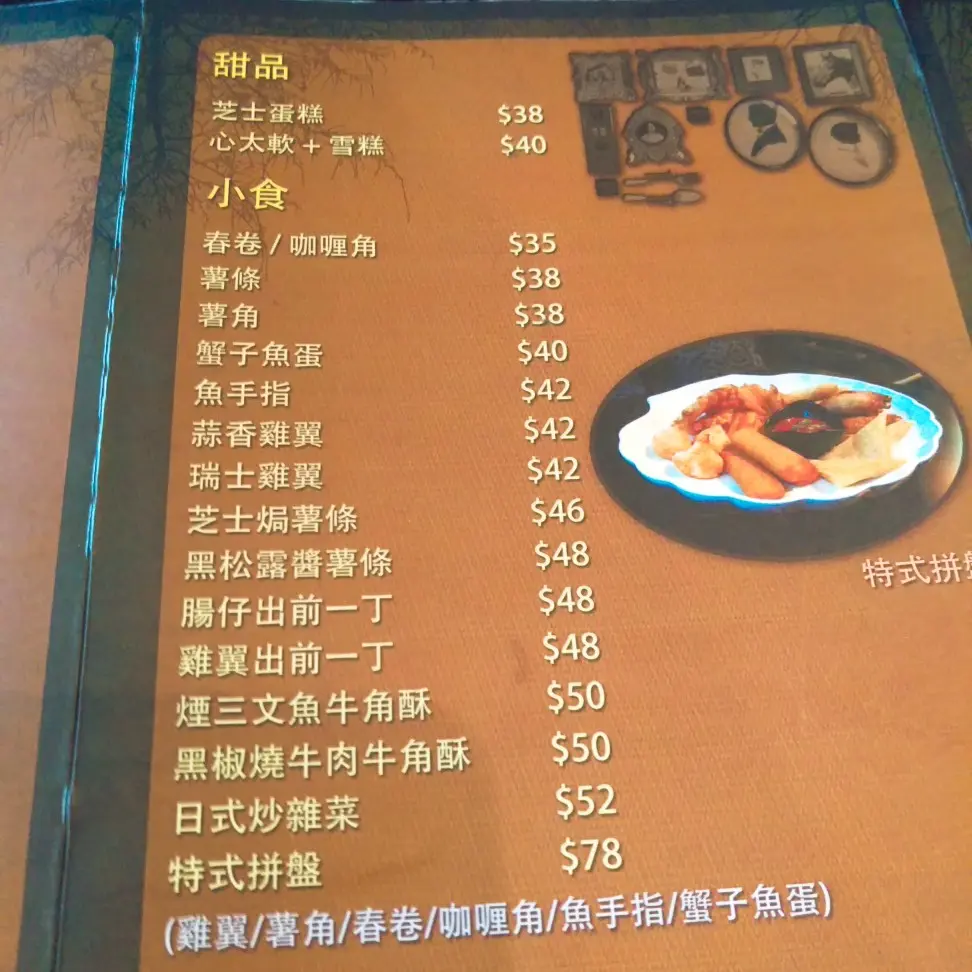 甜品
芝士蛋糕 $38
心太軟 + 雪糕 $40
小食
春卷 / 咖喱角 $35
薯條 $38
薯角 $38
蟹子魚蛋 $40
魚手指 $42
蒜香雞翼 $42
瑞士雞翼 $42
芝士焗薯條 $46
黑松露醬薯條 $48
腸仔出前一丁 $48
雞翼出前一丁 $48
煙三文魚牛角酥 $50
黑椒燒牛肉牛角酥 $50
日式炒雜菜 $52
特式拼盤 $78
(雞翼/薯角/春卷/咖喱角/魚手指/蟹子魚蛋)
特式拼盤